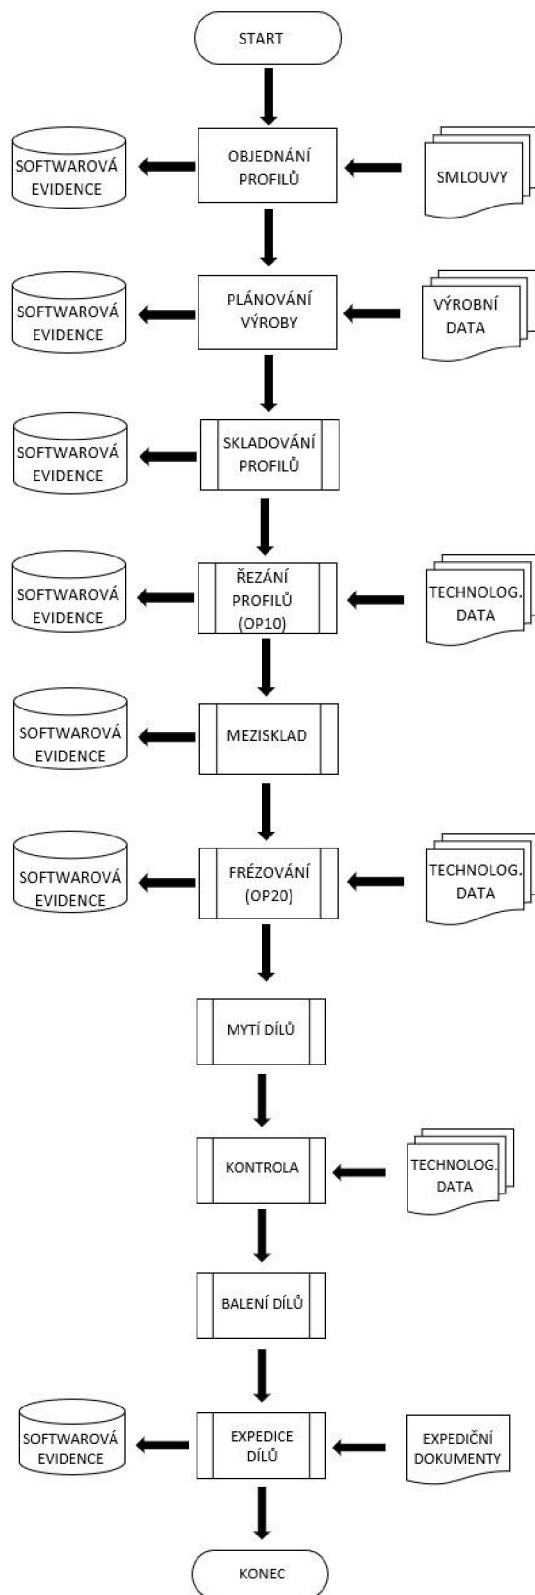 START
SOFTWAROVÁ
EVIDENCE
OBJEDNÁNÍ
PROFILŮ
SMLOUVY
SOFTWAROVÁ
EVIDENCE
PLÁNOVÁNÍ
VÝROBY
VÝROBNÍ
DATA
SOFTWAROVÁ
EVIDENCE
SKLADOVÁNÍ
PROFILŮ
SOFTWAROVÁ
EVIDENCE
ŘEZÁNÍ
PROFILŮ
(OP10)
TECHNOLOG.
DATA
SOFTWAROVÁ
EVIDENCE
MEZISKLAD
SOFTWAROVÁ
EVIDENCE
FRÉZOVÁNÍ
(OP20)
TECHNOLOG.
DATA
MYTÍ DÍLŮ
KONTROLA
TECHNOLOG.
DATA
BALENÍ DÍLŮ
SOFTWAROVÁ
EVIDENCE
EXPEDICE
DÍLŮ
EXPEDIČNÍ
DOKUMENTY
KONEC